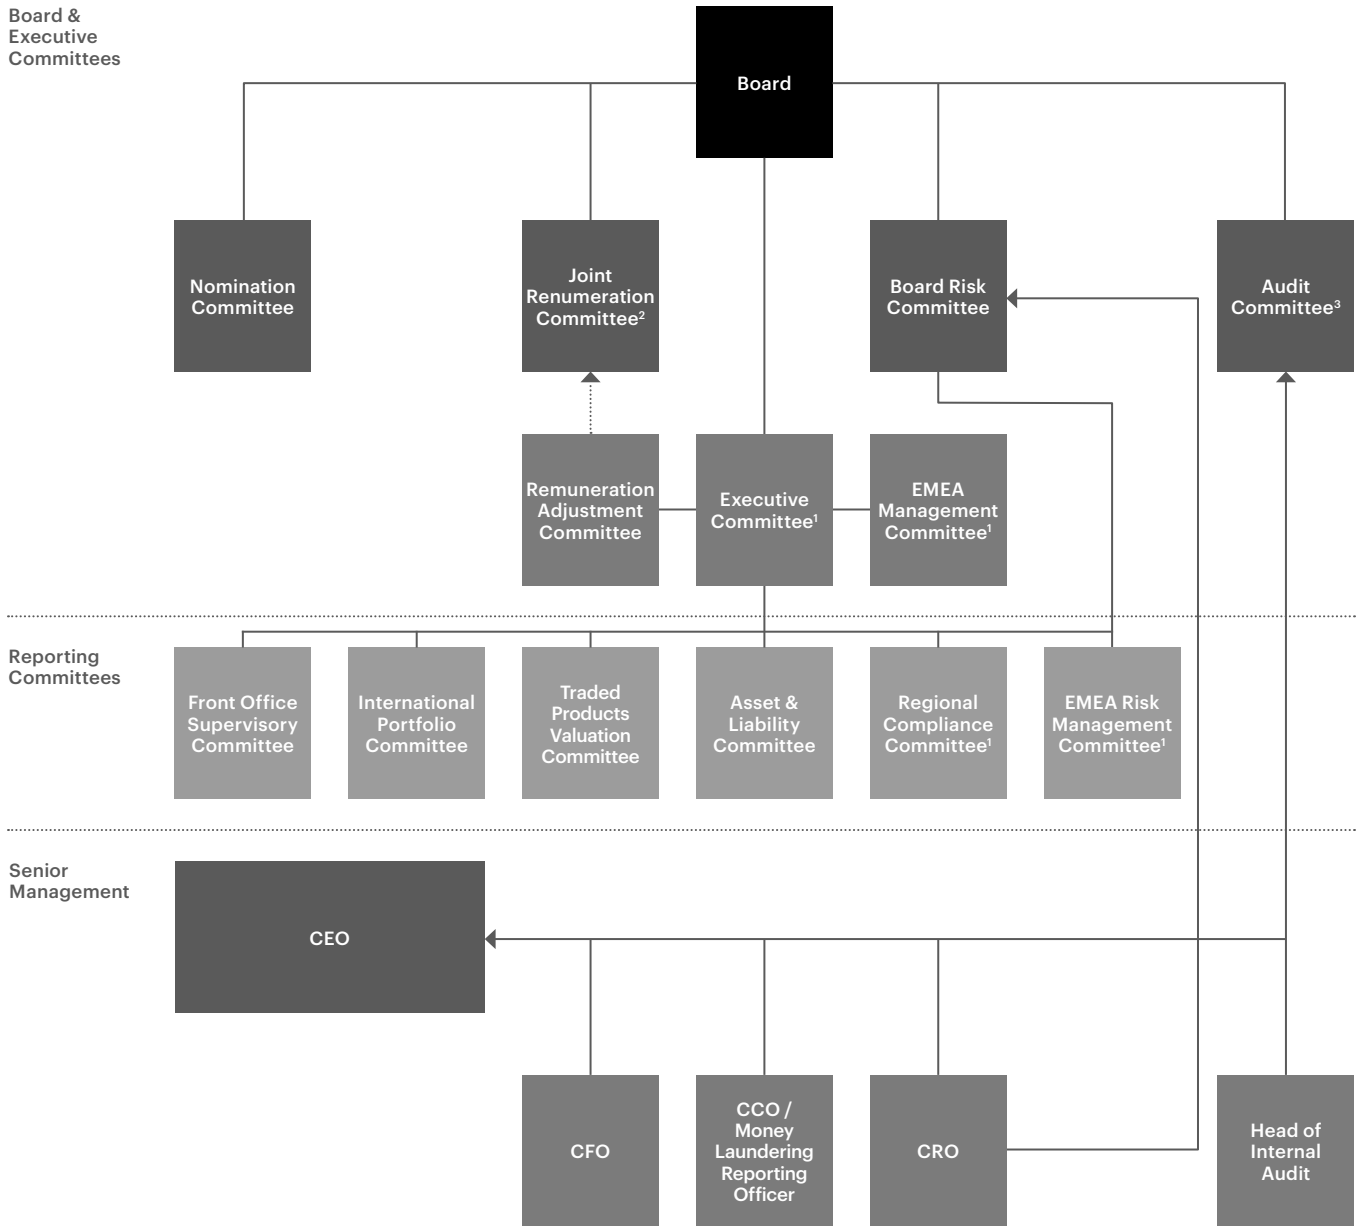 Board &
Executive
Committees
Board
Nomination
Committee
Joint
Renumeration
Committee²
Board Risk
Committee
Audit
Committee³
Remuneration
Adjustment
Committee
Executive
Committee¹
EMEA
Management
Committee¹
Reporting
Committees
Front Office
Supervisory
Committee
International
Portfolio
Committee
Traded
Products
Valuation
Committee
Asset &
Liability
Committee
Regional
Compliance
Committee¹
EMEA Risk
Management
Committee¹
Senior
Management
CEO
CFO
CCO /
Money
Laundering
Reporting
Officer
CRO
Head of
Internal
Audit